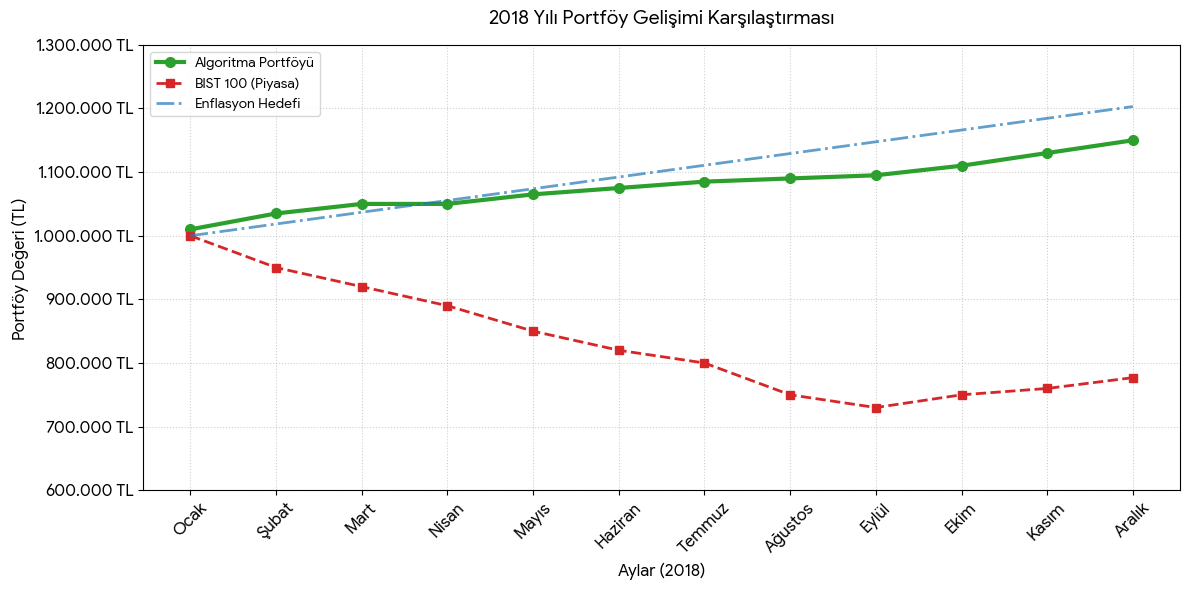 2018 Yılı Portföy Gelişimi Karşılaştırması
Algoritma Portföyü
BIST 100 (Piyasa)
Enflasyon Hedefi
Portföy Değeri (TL)
1.300.000 TL
1.200.000 TL
1.100.000 TL
1.000.000 TL
900.000 TL
800.000 TL
700.000 TL
600.000 TL
Ocak
Şubat
Mart
Nisan
Mayıs
Haziran
Temmuz
Ağustos
Eylül
Ekim
Kasım
Aralık
Aylar (2018)